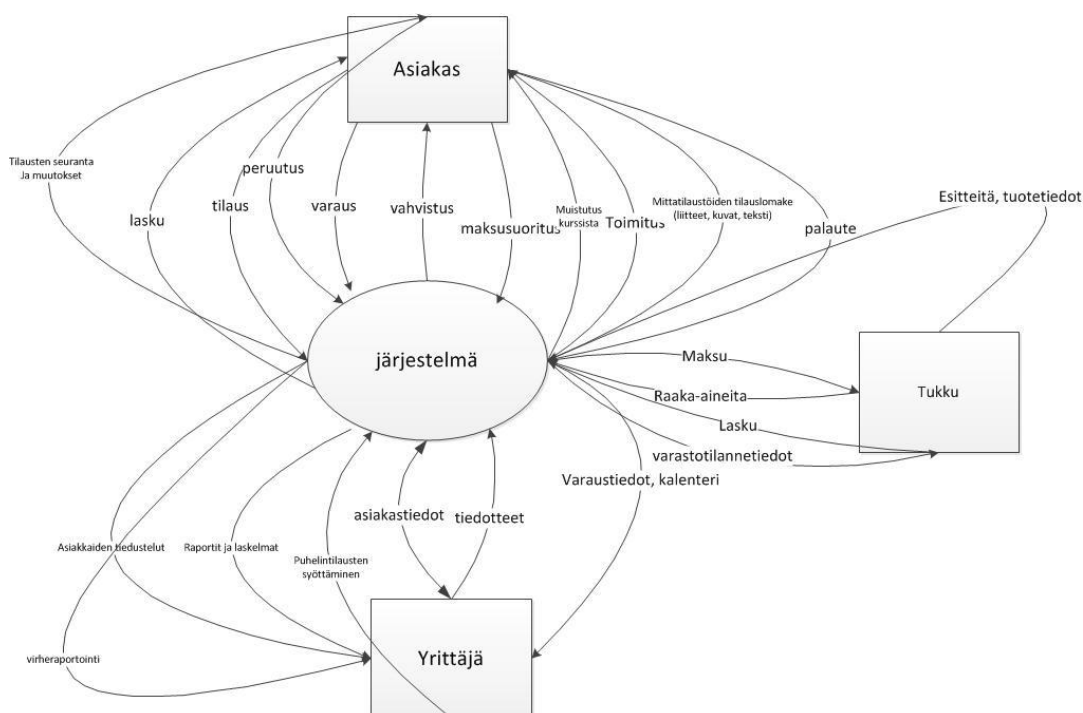 Asiakas
Tilausten seuranta
Ja muutokset
peruutus
lasku
tilaus
varaus
vahvistus
maksusuoritus
Muistutus
kurssista
Toimitus
Mittatilaustöiden tilauslomake
(liitteet, kuvat, teksti)
palaute
Esitteitä, tuotetiedot
järjestelmä
Maksu
Raaka-aineita
Tukku
Lasku
varastotilannetiedot
Varaustiedot, kalenteri
asiakastiedot
tiedotteet
Asiakkaiden tiedustelut
Raportit ja laskelmat
Puhelintilausten
syöttäminen
virheraportointi
Yrittäjä